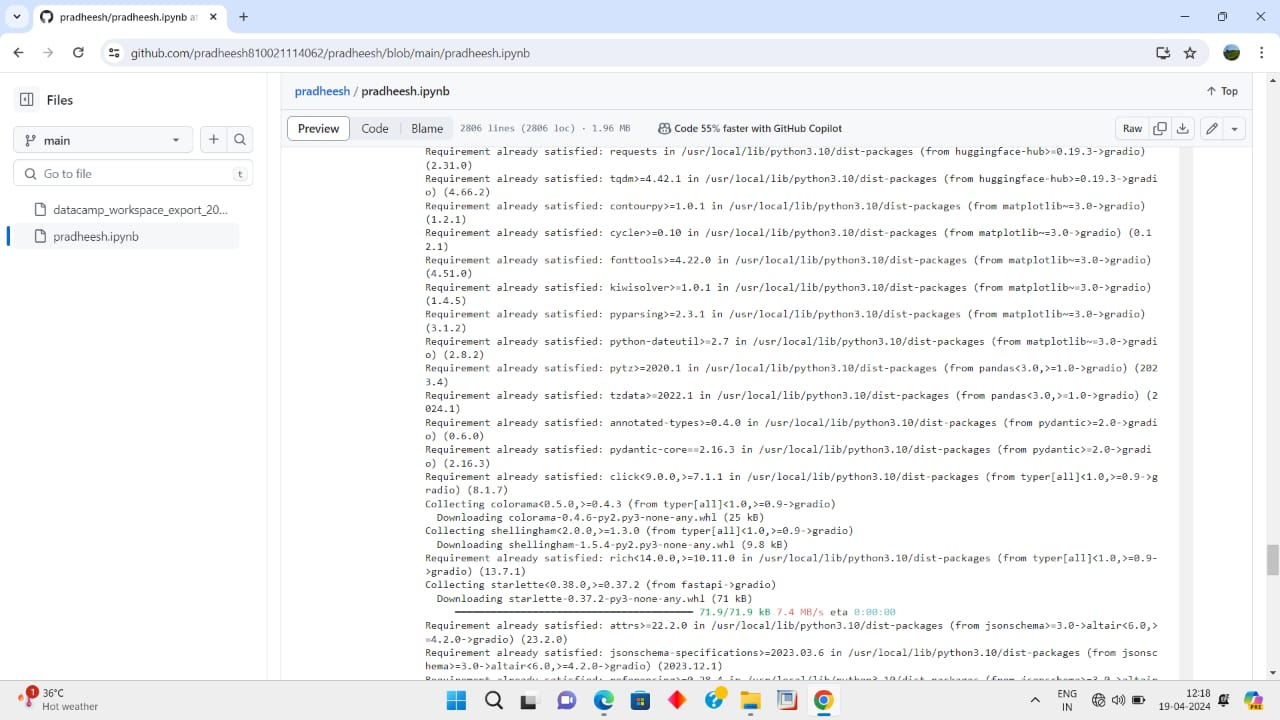 pradheesh/pradheesh.ipynb at
github.com/pradheesh810021114062/pradheesh/blob/main/pradheesh.ipynb
Files
main
Go to file
t
datacamp_workspace_export_20...
pradheesh.ipynb
pradheesh / pradheesh.ipynb
Top
Preview Code Blame 2806 lines (2806 loc) · 1.96 MB Code 55% faster with GitHub Copilot Raw
Requirement already satisfied: requests in /usr/local/lib/python3.10/dist-packages (from huggingface-hub>=0.19.3->gradio)
(2.31.0)
Requirement already satisfied: tqdm>=4.42.1 in /usr/local/lib/python3.10/dist-packages (from huggingface-hub>=0.19.3->gradi
o) (4.66.2)
Requirement already satisfied: contourpy>=1.0.1 in /usr/local/lib/python3.10/dist-packages (from matplotlib~=3.0->gradio)
(1.2.1)
Requirement already satisfied: cycler>=0.10 in /usr/local/lib/python3.10/dist-packages (from matplotlib~=3.0->gradio) (0.1
2.1)
Requirement already satisfied: fonttools>=4.22.0 in /usr/local/lib/python3.10/dist-packages (from matplotlib~=3.0->gradio)
(4.51.0)
Requirement already satisfied: kiwisolver>=1.0.1 in /usr/local/lib/python3.10/dist-packages (from matplotlib~=3.0->gradio)
(1.4.5)
Requirement already satisfied: pyparsing>=2.3.1 in /usr/local/lib/python3.10/dist-packages (from matplotlib~=3.0->gradio)
(3.1.2)
Requirement already satisfied: python-dateutil>=2.7 in /usr/local/lib/python3.10/dist-packages (from matplotlib~=3.0->gradi
o) (2.8.2)
Requirement already satisfied: pytz>=2020.1 in /usr/local/lib/python3.10/dist-packages (from pandas<3.0,>=1.0->gradio) (202
3.4)
Requirement already satisfied: tzdata>=2022.1 in /usr/local/lib/python3.10/dist-packages (from pandas<3.0,>=1.0->gradio) (2
024.1)
Requirement already satisfied: annotated-types>=0.4.0 in /usr/local/lib/python3.10/dist-packages (from pydantic>=2.0->gradi
o) (0.6.0)
Requirement already satisfied: pydantic-core==2.16.3 in /usr/local/lib/python3.10/dist-packages (from pydantic>=2.0->gradi
o) (2.16.3)
Requirement already satisfied: click<9.0.0,>=7.1.1 in /usr/local/lib/python3.10/dist-packages (from typer[all]<1.0,>=0.9->g
radio) (8.1.7)
Collecting colorama<0.5.0,>=0.4.3 (from typer[all]<1.0,>=0.9->gradio)
Downloading colorama-0.4.6-py2.py3-none-any.whl (25 kB)
Collecting shellingham<2.0.0,>=1.3.0 (from typer[all]<1.0,>=0.9->gradio)
Downloading shellingham-1.5.4-py2.py3-none-any.whl (9.8 kB)
Requirement already satisfied: rich<14.0.0,>=10.11.0 in /usr/local/lib/python3.10/dist-packages (from typer[all]<1.0,>=0.9-
>gradio) (13.7.1)
Collecting starlette<0.38.0,>=0.37.2 (from fastapi->gradio)
Downloading starlette-0.37.2-py3-none-any.whl (71 kB)
71.9/71.9 kB 7.4 MB/s eta 0:00:00
Requirement already satisfied: attrs>=22.2.0 in /usr/local/lib/python3.10/dist-packages (from jsonschema>=3.0->altair<6.0,>
=4.2.0->gradio) (23.2.0)
Requirement already satisfied: jsonschema-specifications>=2023.03.6 in /usr/local/lib/python3.10/dist-packages (from jsonsc
hema>=3.0->altair<6.0,>=4.2.0->gradio) (2023.12.1)
Requirement already satisfied: referencing>=0.28.4 in /usr/local/lib/python3.10/dist-packages (from jsonschema>=3.0->altair
1
36°C
Hot weather
ENG
IN
12:18
19-04-2024
PRE